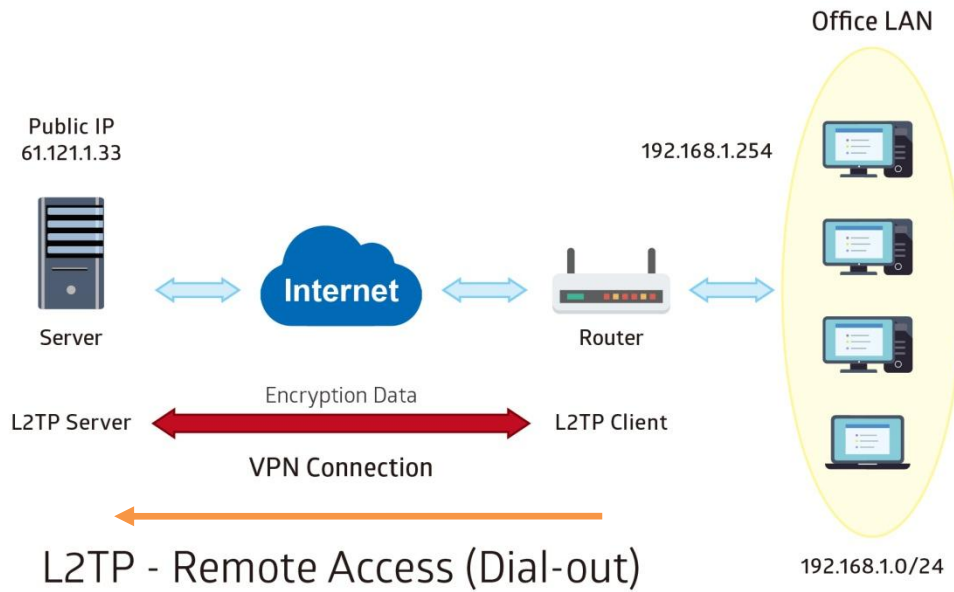 Office LAN
Public IP
61.121.1.33
192.168.1.254
Internet
Server
Router
Encryption Data
L2TP Server
L2TP Client
VPN Connection
L2TP - Remote Access (Dial-out)
192.168.1.0/24